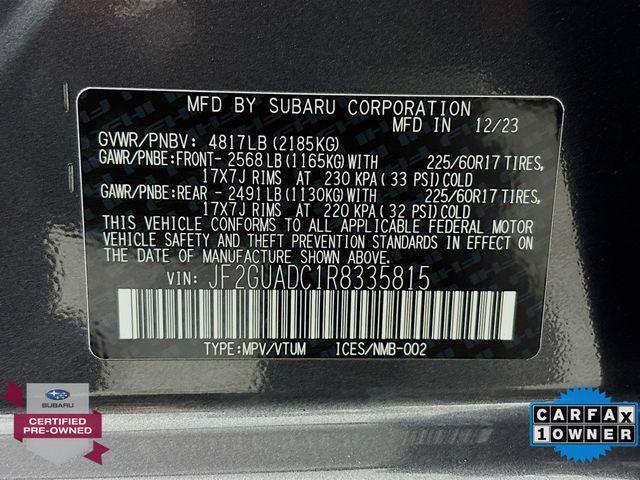 MFD BY SUBARU CORPORATION
MFD IN 12/23
GVWR/PNBV: 4817LB (2185KG)
GAWR/PNBE:FRONT- 2568 LB (1165KG) WITH 225/60R17 TIRES,
17X7J RIMS AT 230 KPA (33 PSI) COLD
GAWR/PNBE:REAR - 2491 LB (1130KG) WITH 225/60R17 TIRES,
17X7J RIMS AT 220 KPA (32 PSI) COLD
THIS VEHICLE CONFORMS TO ALL APPLICABLE FEDERAL MOTOR
VEHICLE SAFETY AND THEFT PREVENTION STANDARDS IN EFFECT
ON THE DATE OF MANUFACTURE SHOWN ABOVE.
VIN: JF2GUADC1R8335815
TYPE:MPV/VTUM ICES/NMB-002
SUBARU
CERTIFIED
PRE-OWNED
CARFAX
1 OWNER